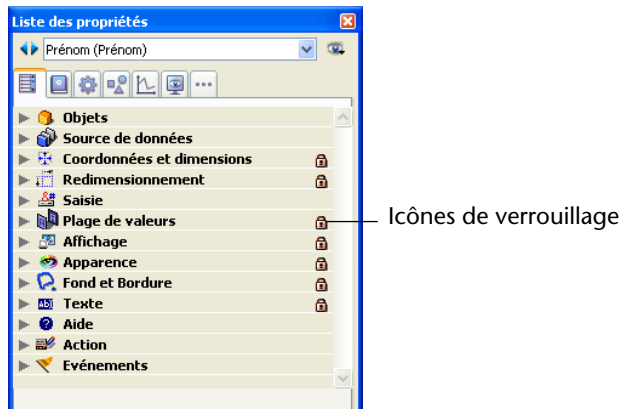 Liste des propriétés
Prénom (Prénom)
Objets
Source de données
Coordonnées et dimensions
Redimensionnement
Saisie
Plage de valeurs
Icônes de verrouillage
Affichage
Apparence
Fond et Bordure
Texte
Aide
Action
Evénements